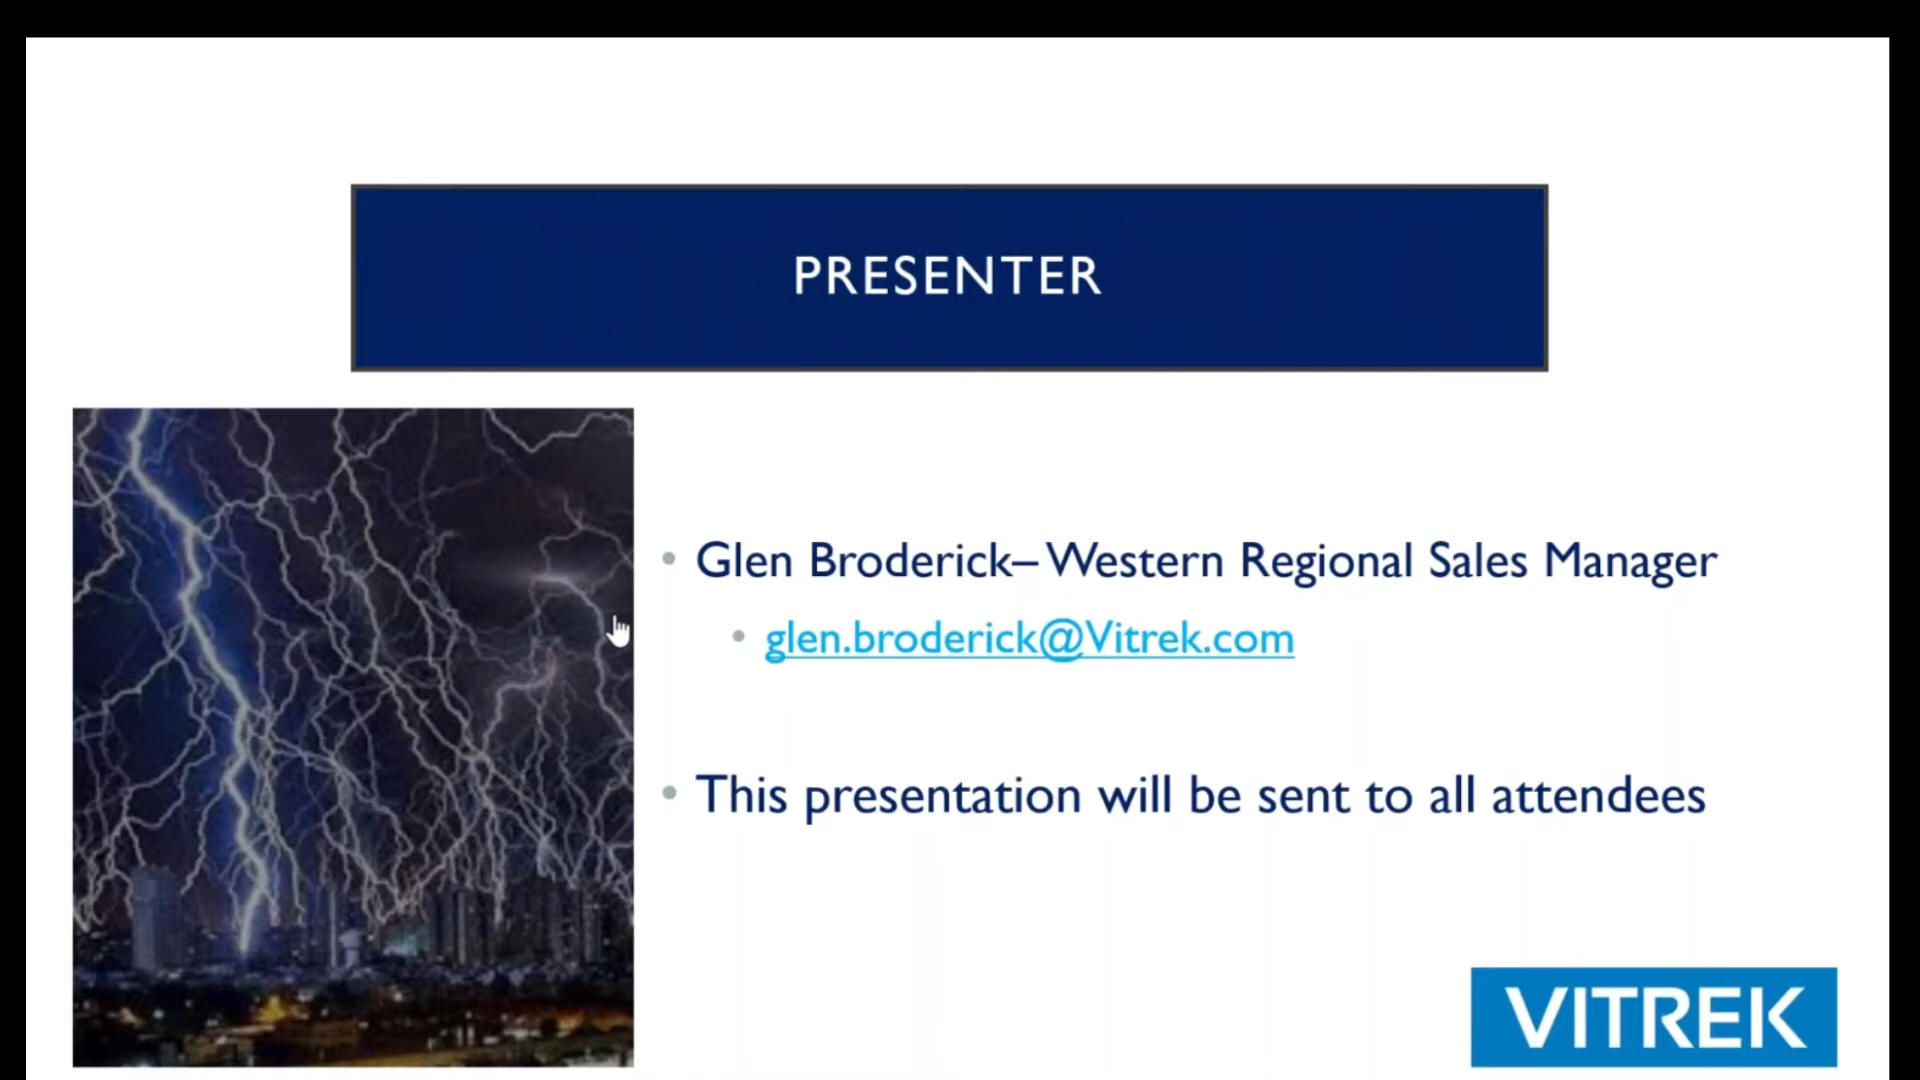 PRESENTER
Glen Broderick– Western Regional Sales Manager
glen.broderick@Vitrek.com
This presentation will be sent to all attendees
VITREK